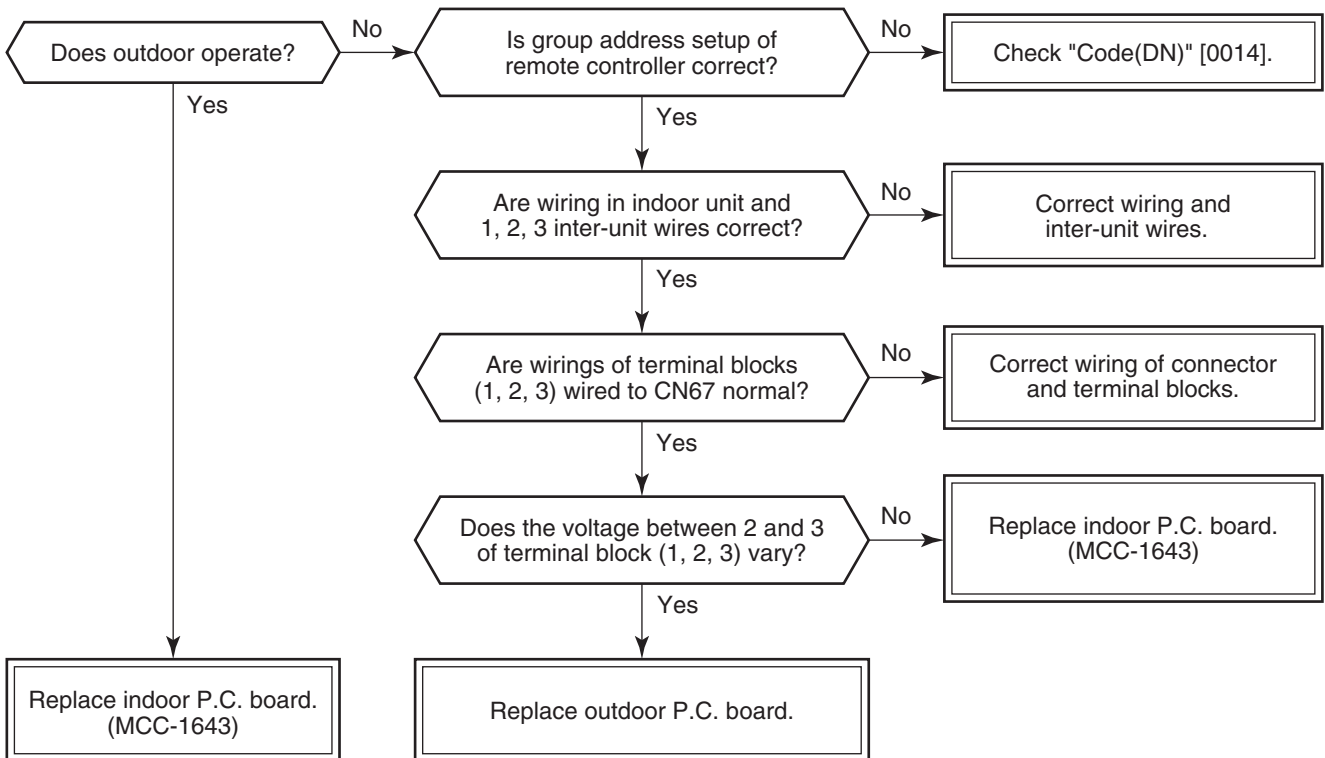 Does outdoor operate?
No
Is group address setup of
remote controller correct?
No
Check "Code(DN)" [0014].
Yes
Yes
Are wiring in indoor unit and
1, 2, 3 inter-unit wires correct?
No
Correct wiring and
inter-unit wires.
Yes
Are wirings of terminal blocks
(1, 2, 3) wired to CN67 normal?
No
Correct wiring of connector
and terminal blocks.
Yes
Does the voltage between 2 and 3
of terminal block (1, 2, 3) vary?
No
Replace indoor P.C. board.
(MCC-1643)
Yes
Replace indoor P.C. board.
(MCC-1643)
Replace outdoor P.C. board.